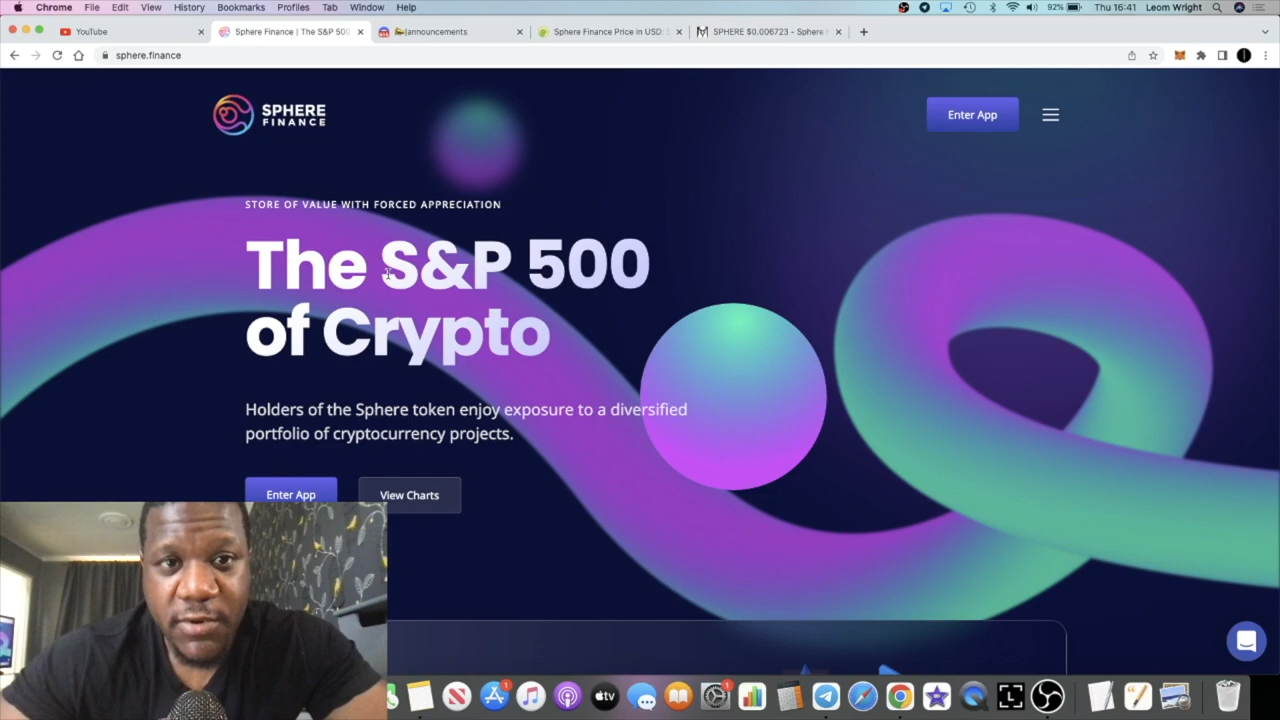 Chrome File Edit View History Bookmarks Profiles Tab Window Help 92% Thu 16:41 Leom Wright
YouTube Sphere Finance | The S&P 500 announcements Sphere Finance Price in USD: SPHERE $0.006723 - Sphere
sphere.finance
SPHERE
FINANCE
Enter App
STORE OF VALUE WITH FORCED APPRECIATION
The S&P 500
of Crypto
Holders of the Sphere token enjoy exposure to a diversified
portfolio of cryptocurrency projects.
Enter App View Charts
tv